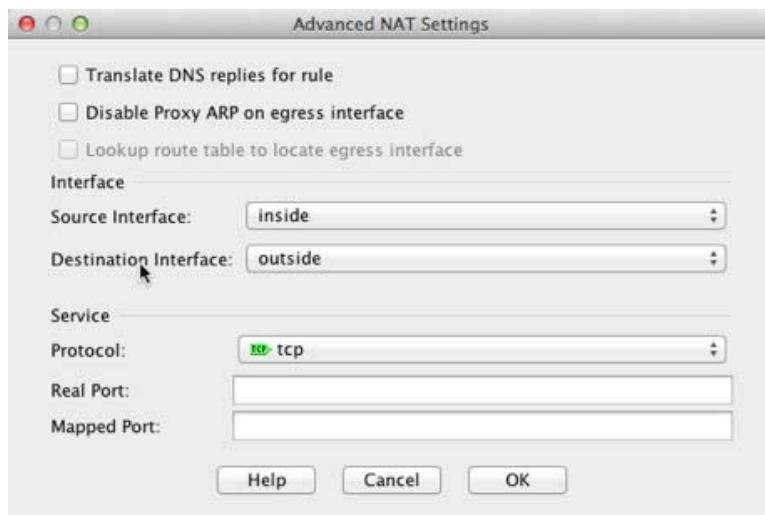 Advanced NAT Settings
Translate DNS replies for rule
Disable Proxy ARP on egress interface
Lookup route table to locate egress interface
Interface
Source Interface: inside
Destination Interface: outside
Service
Protocol: TCP tcp
Real Port:
Mapped Port:
Help Cancel OK